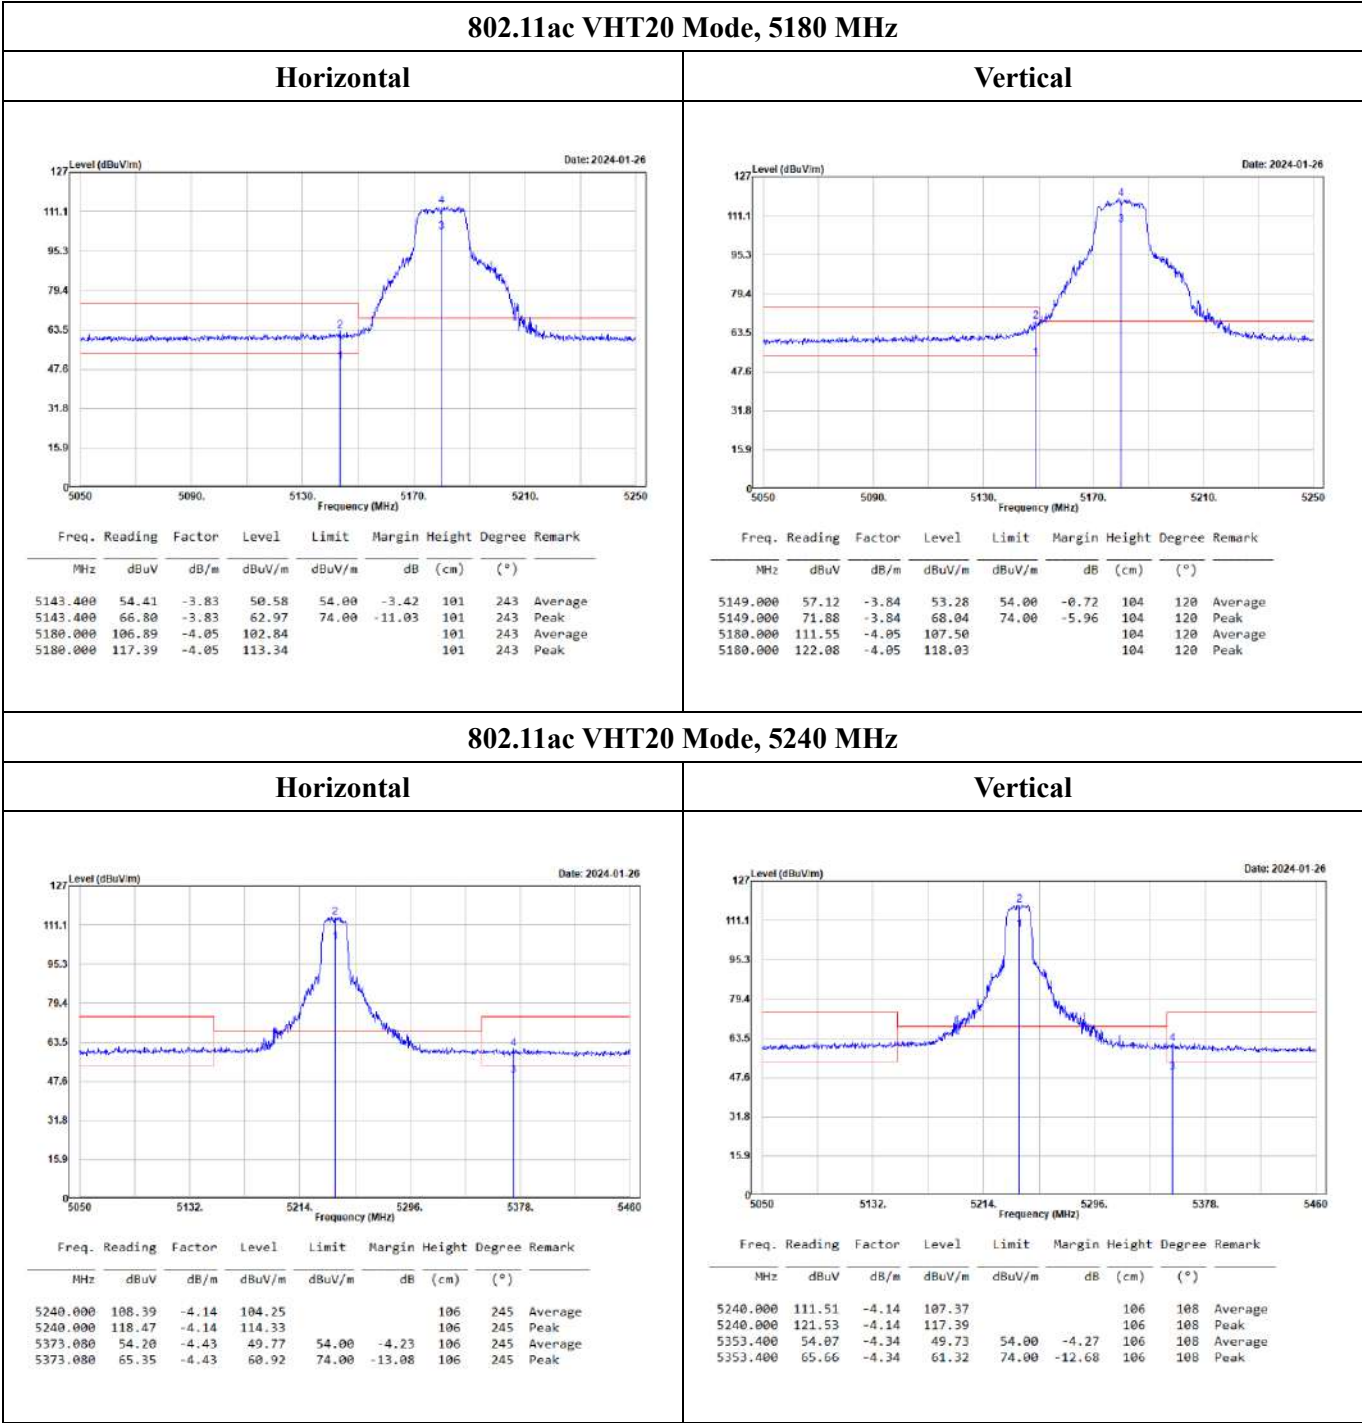 802.11ac VHT20 Mode, 5180 MHz
Horizontal
Vertical
Level (dBuV/m)
Date: 2024-01-26
127
111.1
95.3
79.4
63.5
47.6
31.8
15.9
0
4
3
2
1
5050 5090. 5130. 5170. 5210. 5250
Frequency (MHz)
Freq. Reading Factor Level Limit Margin Height Degree Remark
MHz dBuV dB/m dBuV/m dBuV/m dB (cm) (°)
5143.400 54.41 -3.83 50.58 54.00 -3.42 101 243 Average
5143.400 66.80 -3.83 62.97 74.00 -11.03 101 243 Peak
5180.000 106.89 -4.05 102.84 101 243 Average
5180.000 117.39 -4.05 113.34 101 243 Peak
Level (dBuV/m)
Date: 2024-01-26
127
111.1
95.3
79.4
63.5
47.6
31.8
15.9
0
4
3
2
1
5050 5090. 5130. 5170. 5210. 5250
Frequency (MHz)
Freq. Reading Factor Level Limit Margin Height Degree Remark
MHz dBuV dB/m dBuV/m dBuV/m dB (cm) (°)
5149.000 57.12 -3.84 53.28 54.00 -0.72 104 120 Average
5149.000 71.88 -3.84 68.04 74.00 -5.96 104 120 Peak
5180.000 111.55 -4.05 107.50 104 120 Average
5180.000 122.08 -4.05 118.03 104 120 Peak
802.11ac VHT20 Mode, 5240 MHz
Horizontal
Vertical
Level (dBuV/m)
Date: 2024-01-26
127
111.1
95.3
79.4
63.5
47.6
31.8
15.9
0
2
1
4
3
5050 5132. 5214. 5296. 5378. 5460
Frequency (MHz)
Freq. Reading Factor Level Limit Margin Height Degree Remark
MHz dBuV dB/m dBuV/m dBuV/m dB (cm) (°)
5240.000 108.39 -4.14 104.25 106 245 Average
5240.000 118.47 -4.14 114.33 106 245 Peak
5373.080 54.20 -4.43 49.77 54.00 -4.23 106 245 Average
5373.080 65.35 -4.43 60.92 74.00 -13.08 106 245 Peak
Level (dBuV/m)
Date: 2024-01-26
127
111.1
95.3
79.4
63.5
47.6
31.8
15.9
0
2
1
4
3
5050 5132. 5214. 5296. 5378. 5460
Frequency (MHz)
Freq. Reading Factor Level Limit Margin Height Degree Remark
MHz dBuV dB/m dBuV/m dBuV/m dB (cm) (°)
5240.000 111.51 -4.14 107.37 106 108 Average
5240.000 121.53 -4.14 117.39 106 108 Peak
5353.400 54.07 -4.34 49.73 54.00 -4.27 106 108 Average
5353.400 65.66 -4.34 61.32 74.00 -12.68 106 108 Peak